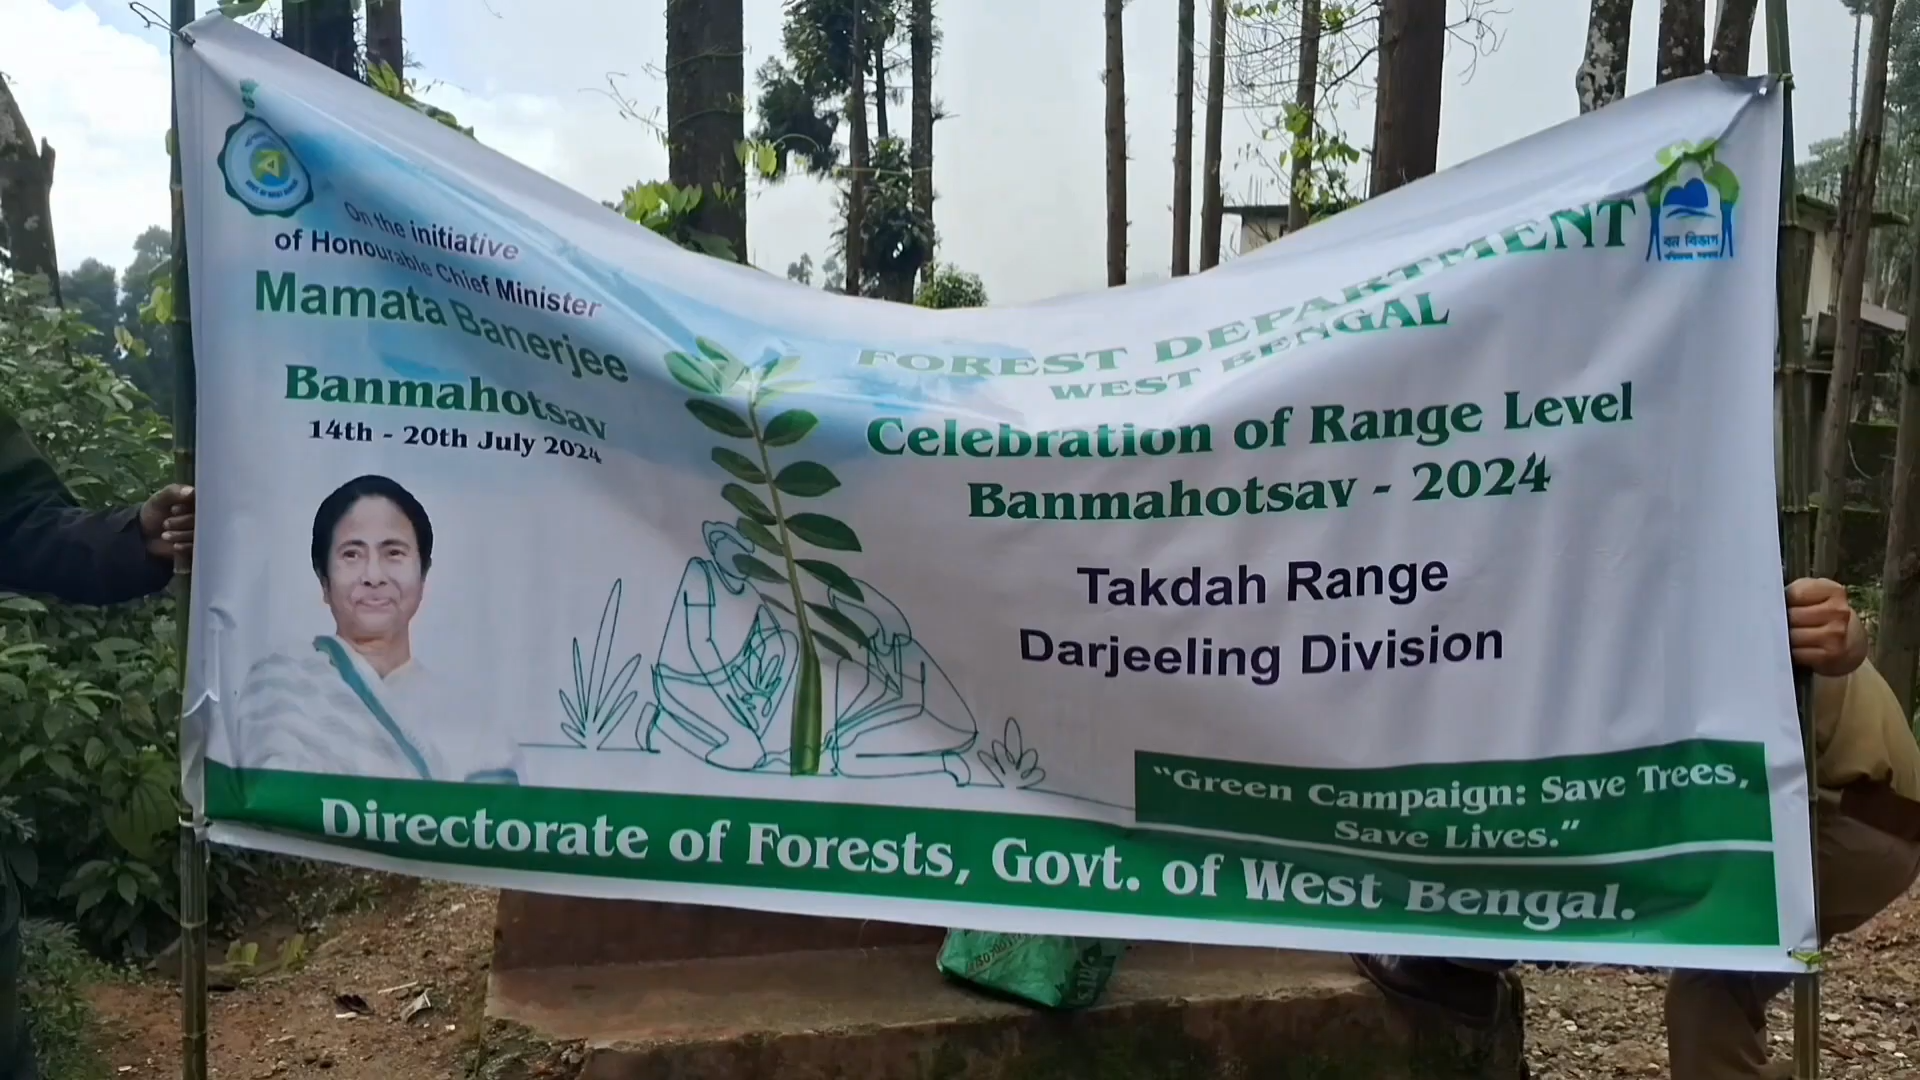 On the initiative
of Honourable Chief Minister
Mamata Banerjee
Banmahotsav
14th - 20th July 2024
FOREST DEPARTMENT
WEST BENGAL
Celebration of Range Level
Banmahotsav - 2024
Takdah Range
Darjeeling Division
বন বিভাগ
"Green Campaign: Save Trees,
Save Lives."
Directorate of Forests, Govt. of West Bengal.